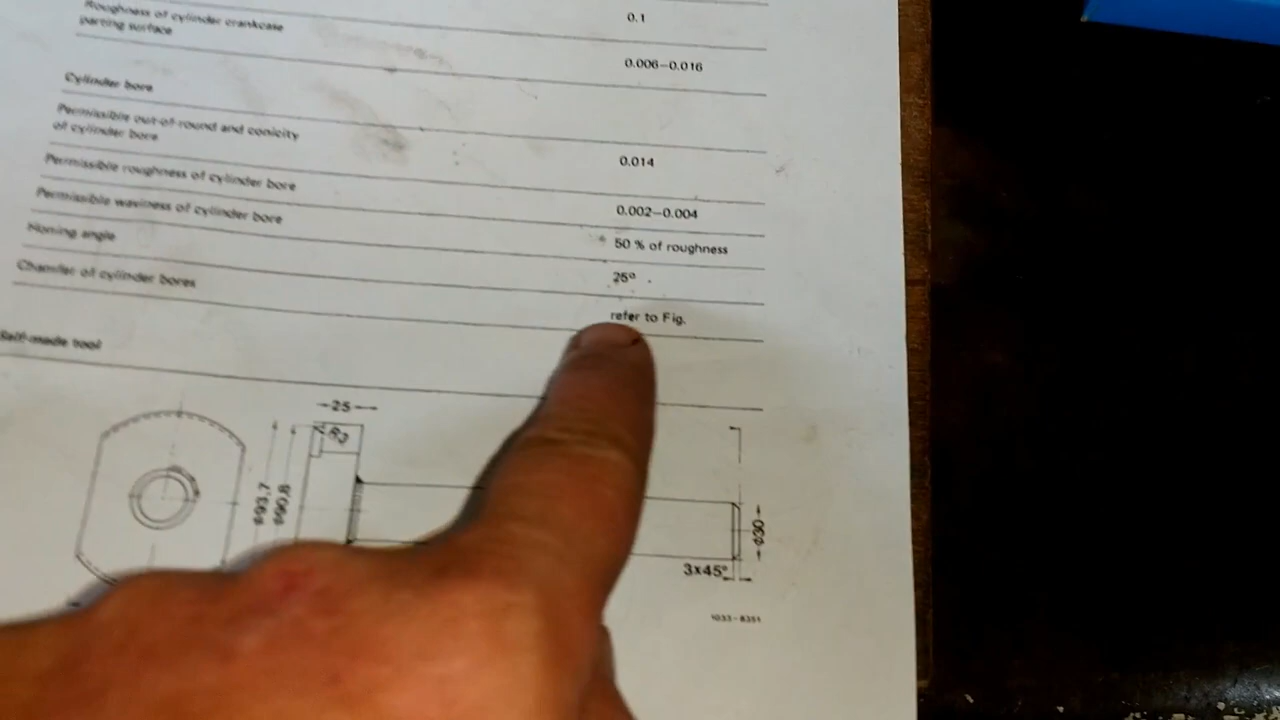 Roughness of cylinder crankcase
parting surface
0.1
0.006–0.016
Cylinder bore
Permissible out-of-round and conicity
of cylinder bore
0.014
Permissible roughness of cylinder bore
0.002–0.004
Permissible waviness of cylinder bore
50 % of roughness
Honing angle
25°
Chamfer of cylinder bores
refer to Fig.
Self-made tool
25
R3
ø93.7
ø90.8
ø30
3x45°
1033-8351